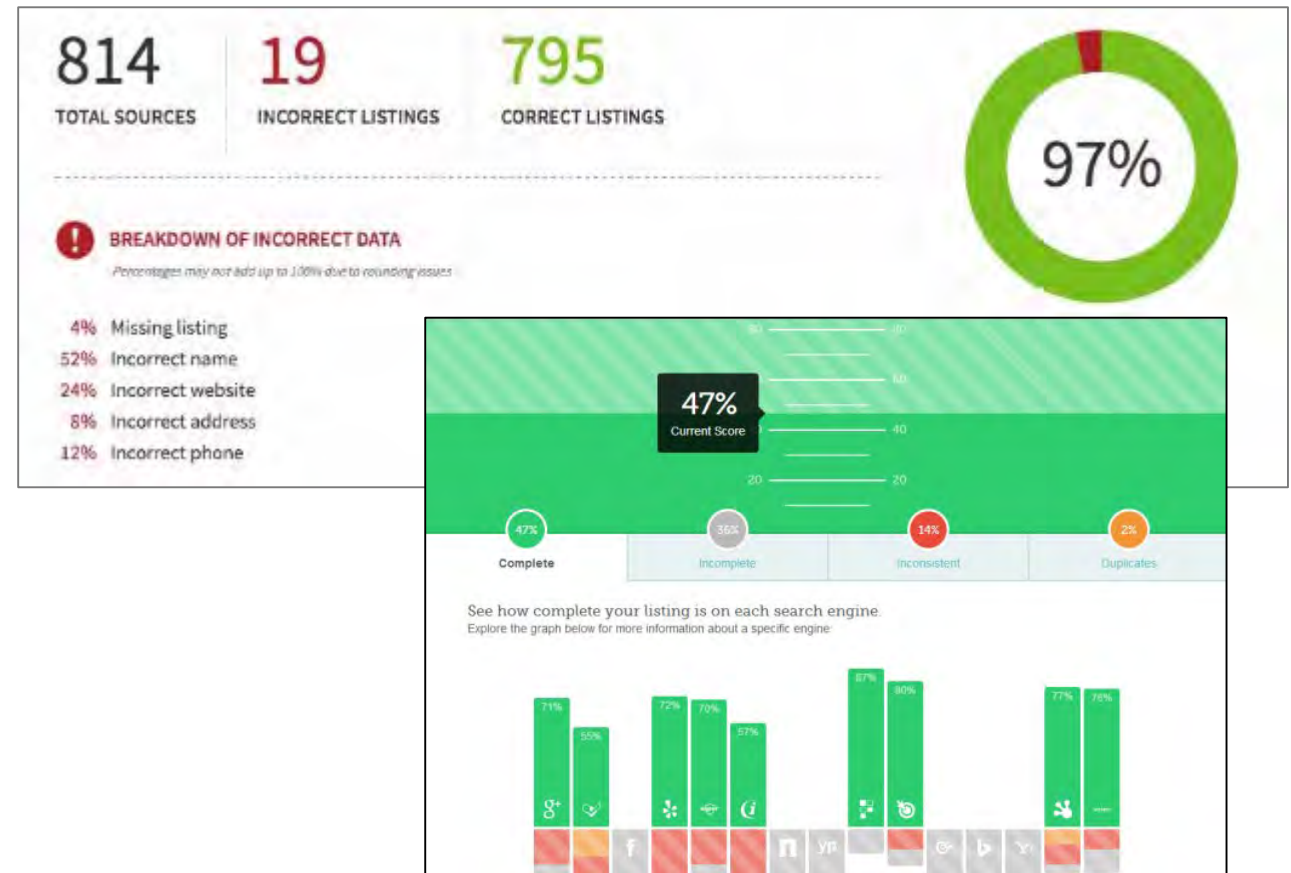 814
TOTAL SOURCES
19
INCORRECT LISTINGS
795
CORRECT LISTINGS
97%
! BREAKDOWN OF INCORRECT DATA
Percentages may not add up to 100% due to rounding issues
4% Missing listing
52% Incorrect name
24% Incorrect website
8% Incorrect address
12% Incorrect phone
80 80
60
47%
Current Score
40
20 20
47% 36% 14% 2%
Complete Incomplete Inconsistent Duplicates
See how complete your listing is on each search engine.
Explore the graph below for more information about a specific engine
71% 55% 72% 70% 57% 87% 80% 77% 76%
g+
f yp